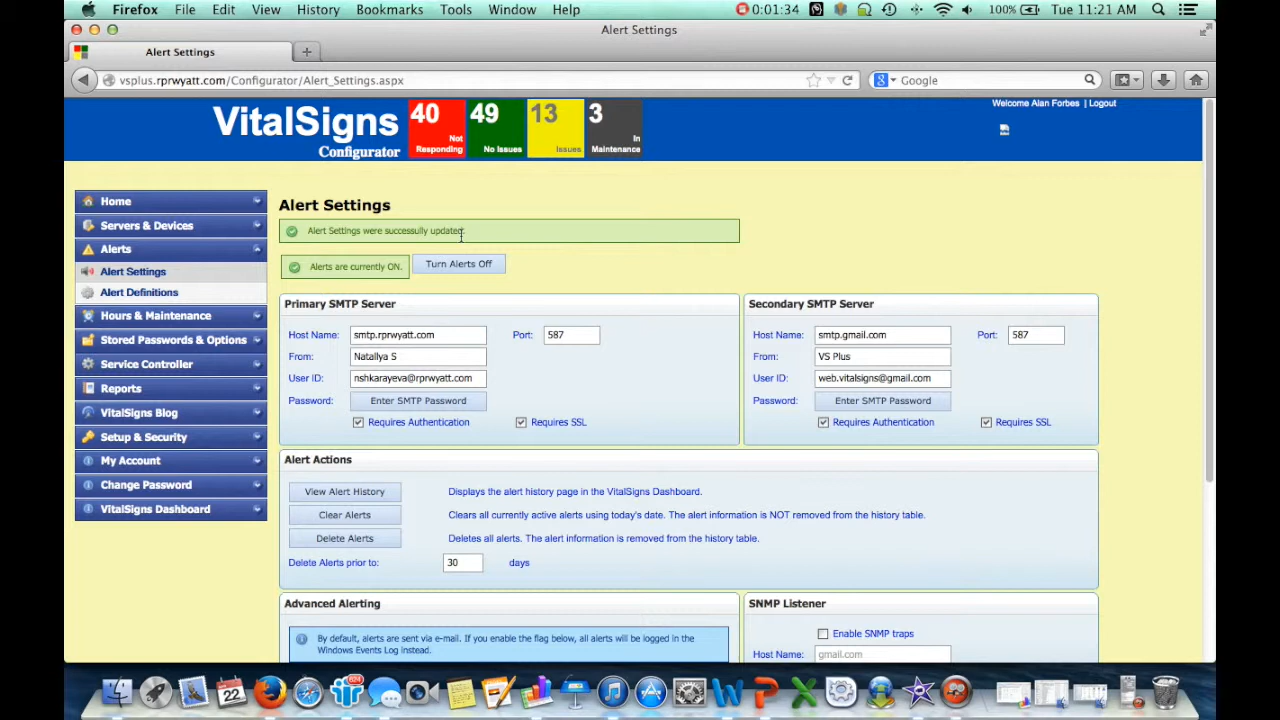 Firefox File Edit View History Bookmarks Tools Window Help 0:01:34 100% Tue 11:21 AM
Alert Settings
Alert Settings
vsplus.rprwyatt.com/Configurator/Alert_Settings.aspx Google
Welcome Alan Forbes | Logout
VitalSigns
Configurator
40 Not Responding
49 No Issues
13 Issues
3 In Maintenance
Home
Servers & Devices
Alerts
Alert Settings
Alert Definitions
Hours & Maintenance
Stored Passwords & Options
Service Controller
Reports
VitalSigns Blog
Setup & Security
My Account
Change Password
VitalSigns Dashboard
Alert Settings
Alert Settings were successully updated.
Alerts are currently ON. Turn Alerts Off
Primary SMTP Server
Host Name: smtp.rprwyatt.com Port: 587
From: Natallya S
User ID: nshkarayeva@rprwyatt.com
Password: Enter SMTP Password
Requires Authentication Requires SSL
Secondary SMTP Server
Host Name: smtp.gmail.com Port: 587
From: VS Plus
User ID: web.vitalsigns@gmail.com
Password: Enter SMTP Password
Requires Authentication Requires SSL
Alert Actions
View Alert History Displays the alert history page in the VitalSigns Dashboard.
Clear Alerts Clears all currently active alerts using today's date. The alert information is NOT removed from the history table.
Delete Alerts Deletes all alerts. The alert information is removed from the history table.
Delete Alerts prior to: 30 days
Advanced Alerting
By default, alerts are sent via e-mail. If you enable the flag below, all alerts will be logged in the
Windows Events Log instead.
SNMP Listener
Enable SNMP traps
Host Name: gmail.com
22
624